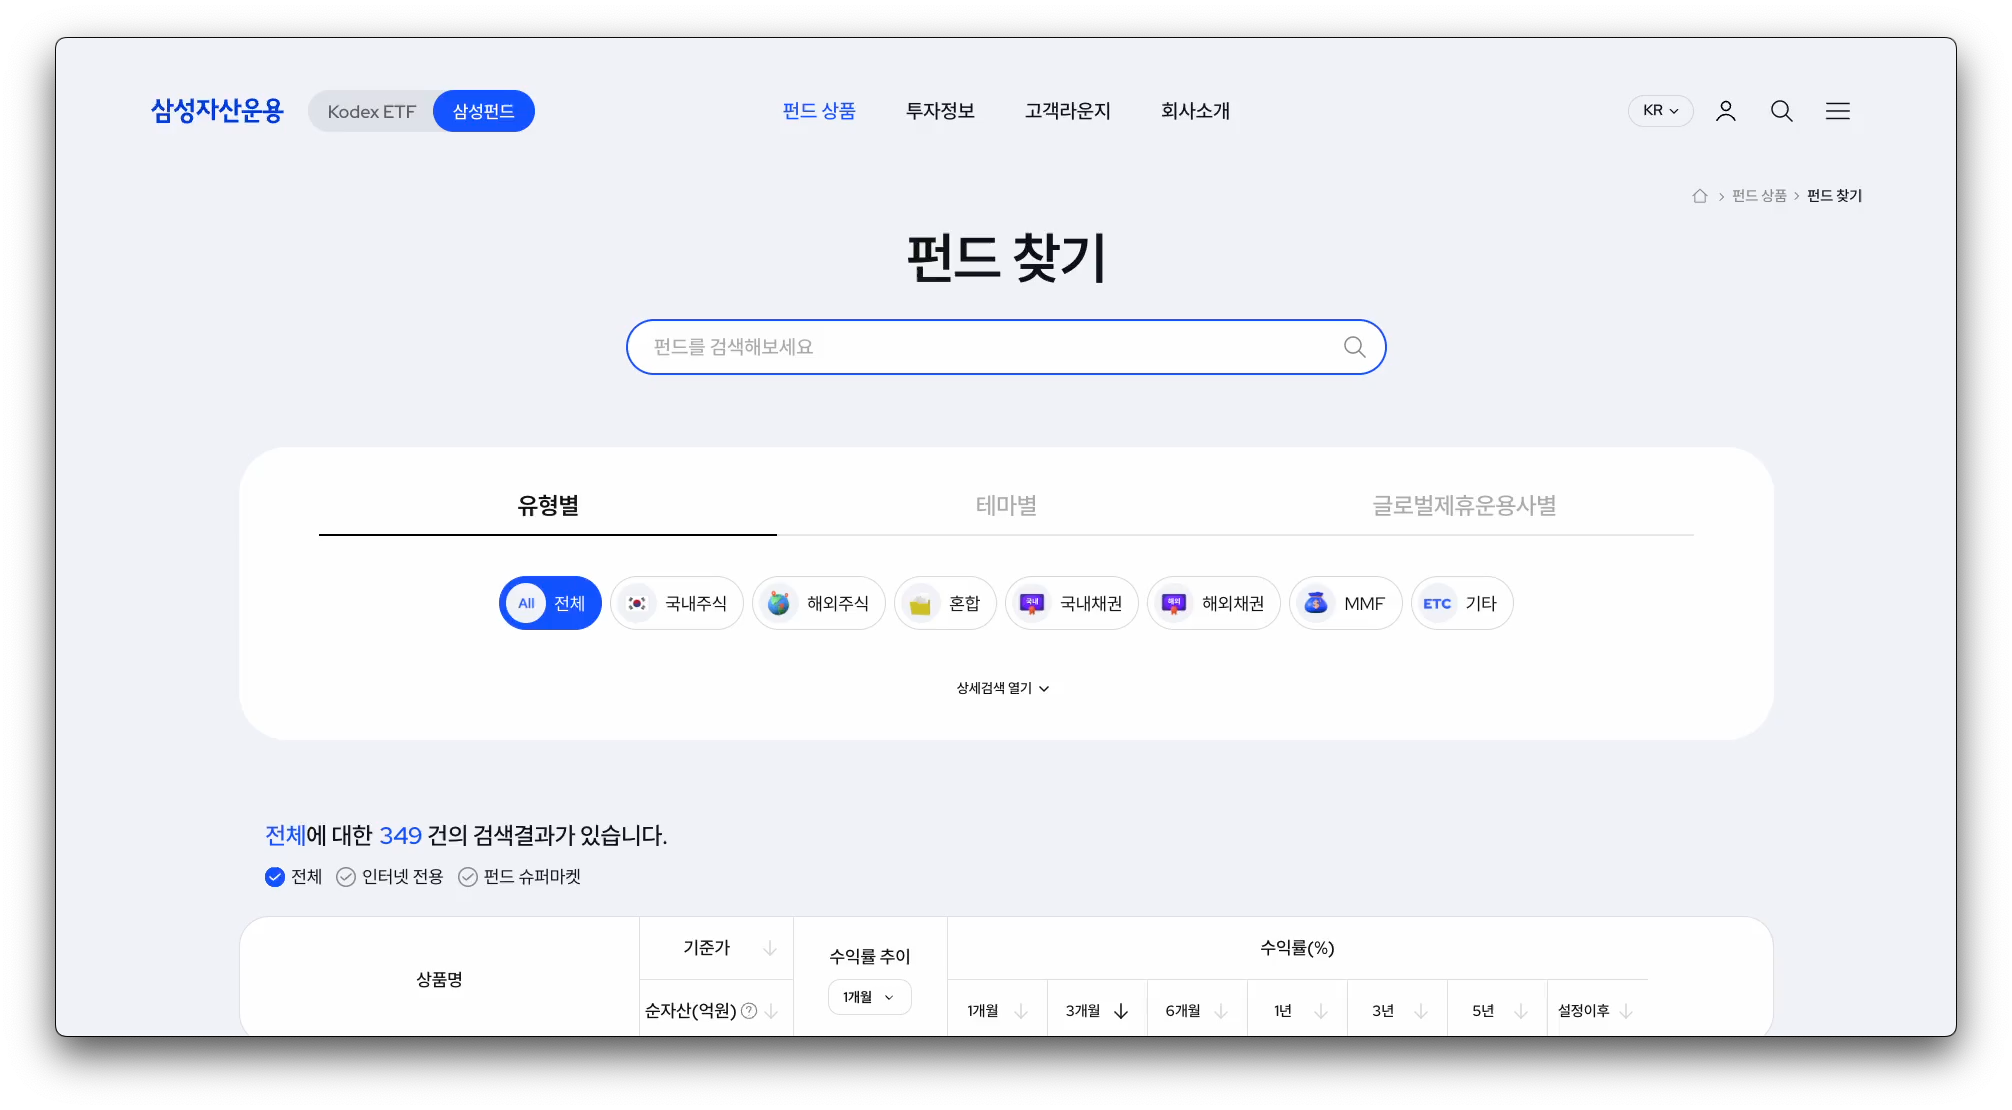 삼성자산운용 Kodex ETF 삼성펀드 펀드 상품 투자정보 고객라운지 회사소개 KR
펀드 상품 펀드 찾기
펀드 찾기
펀드를 검색해보세요
유형별 테마별 글로벌제휴운용사별
All 전체 국내주식 해외주식 혼합 국내 국내채권 해외 해외채권 MMF ETC 기타
상세검색 열기
전체에 대한 349 건의 검색결과가 있습니다.
전체 인터넷 전용 펀드 슈퍼마켓
상품명 기준가 수익률 추이 수익률(%)
순자산(억원) ? 1개월 1개월 3개월 6개월 1년 3년 5년 설정이후